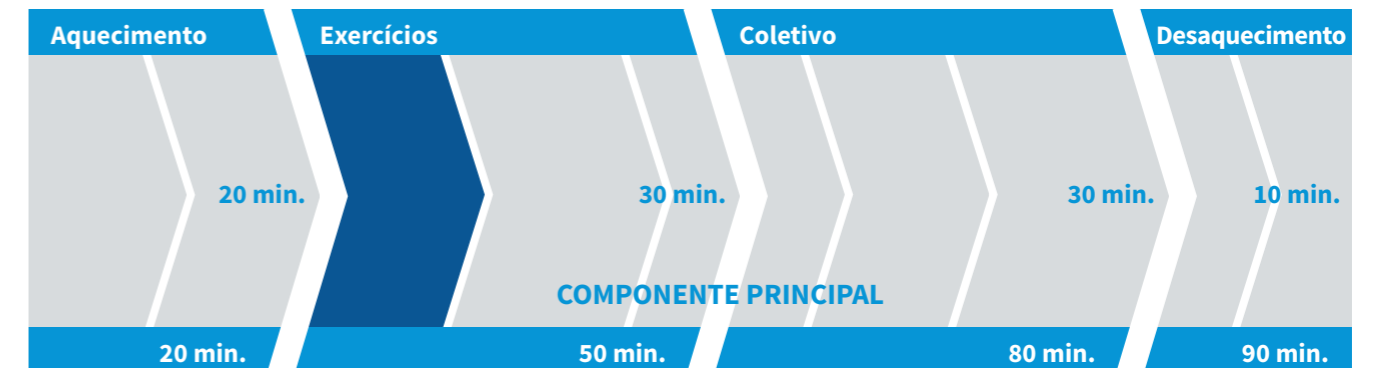 Aquecimento
Exercícios
Coletivo
Desaquecimento
20 min.
30 min.
30 min.
10 min.
COMPONENTE PRINCIPAL
20 min.
50 min.
80 min.
90 min.